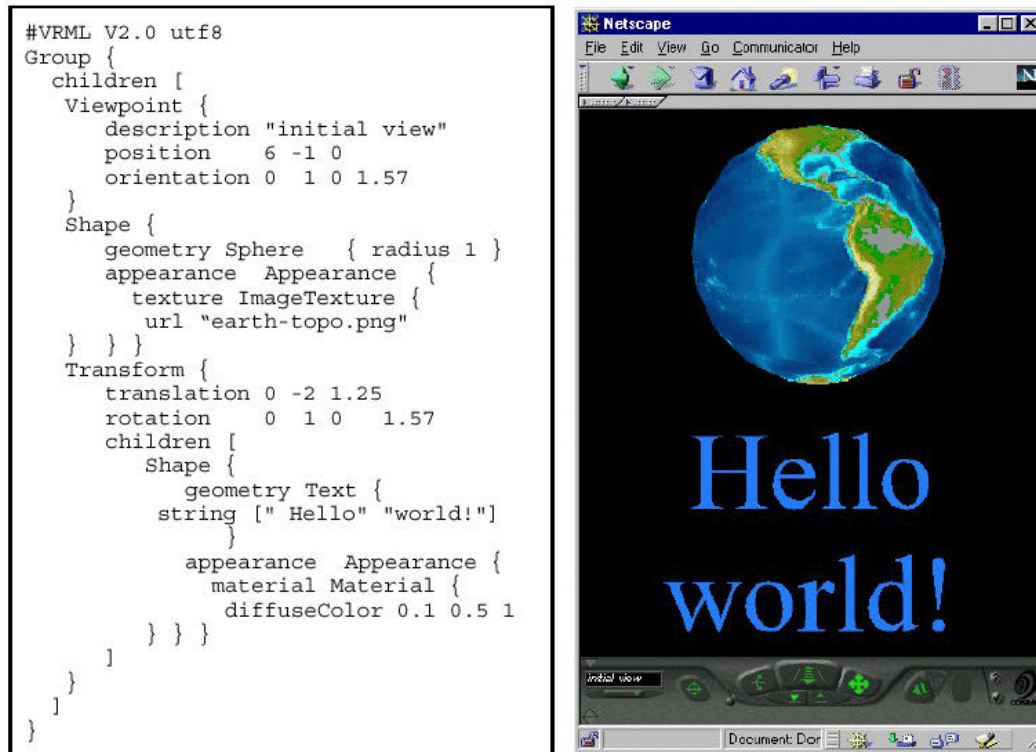 #VRML V2.0 utf8
Group {
  children [
   Viewpoint {
      description "initial view"
      position    6 -1 0
      orientation 0  1 0 1.57
   }
   Shape {
      geometry Sphere   { radius 1 }
      appearance  Appearance  {
        texture ImageTexture {
         url “earth-topo.png"
   }  } }
   Transform {
      translation 0 -2 1.25
      rotation    0  1 0   1.57
      children [
         Shape {
            geometry Text {
          string [" Hello" "world!"]
               }
            appearance  Appearance {
              material Material {
               diffuseColor 0.1 0.5 1
         } } }
      ]
   }
  ]
}
Netscape
File Edit View Go Communicator Help
N
Hello
world!
initial view
Document: Dor